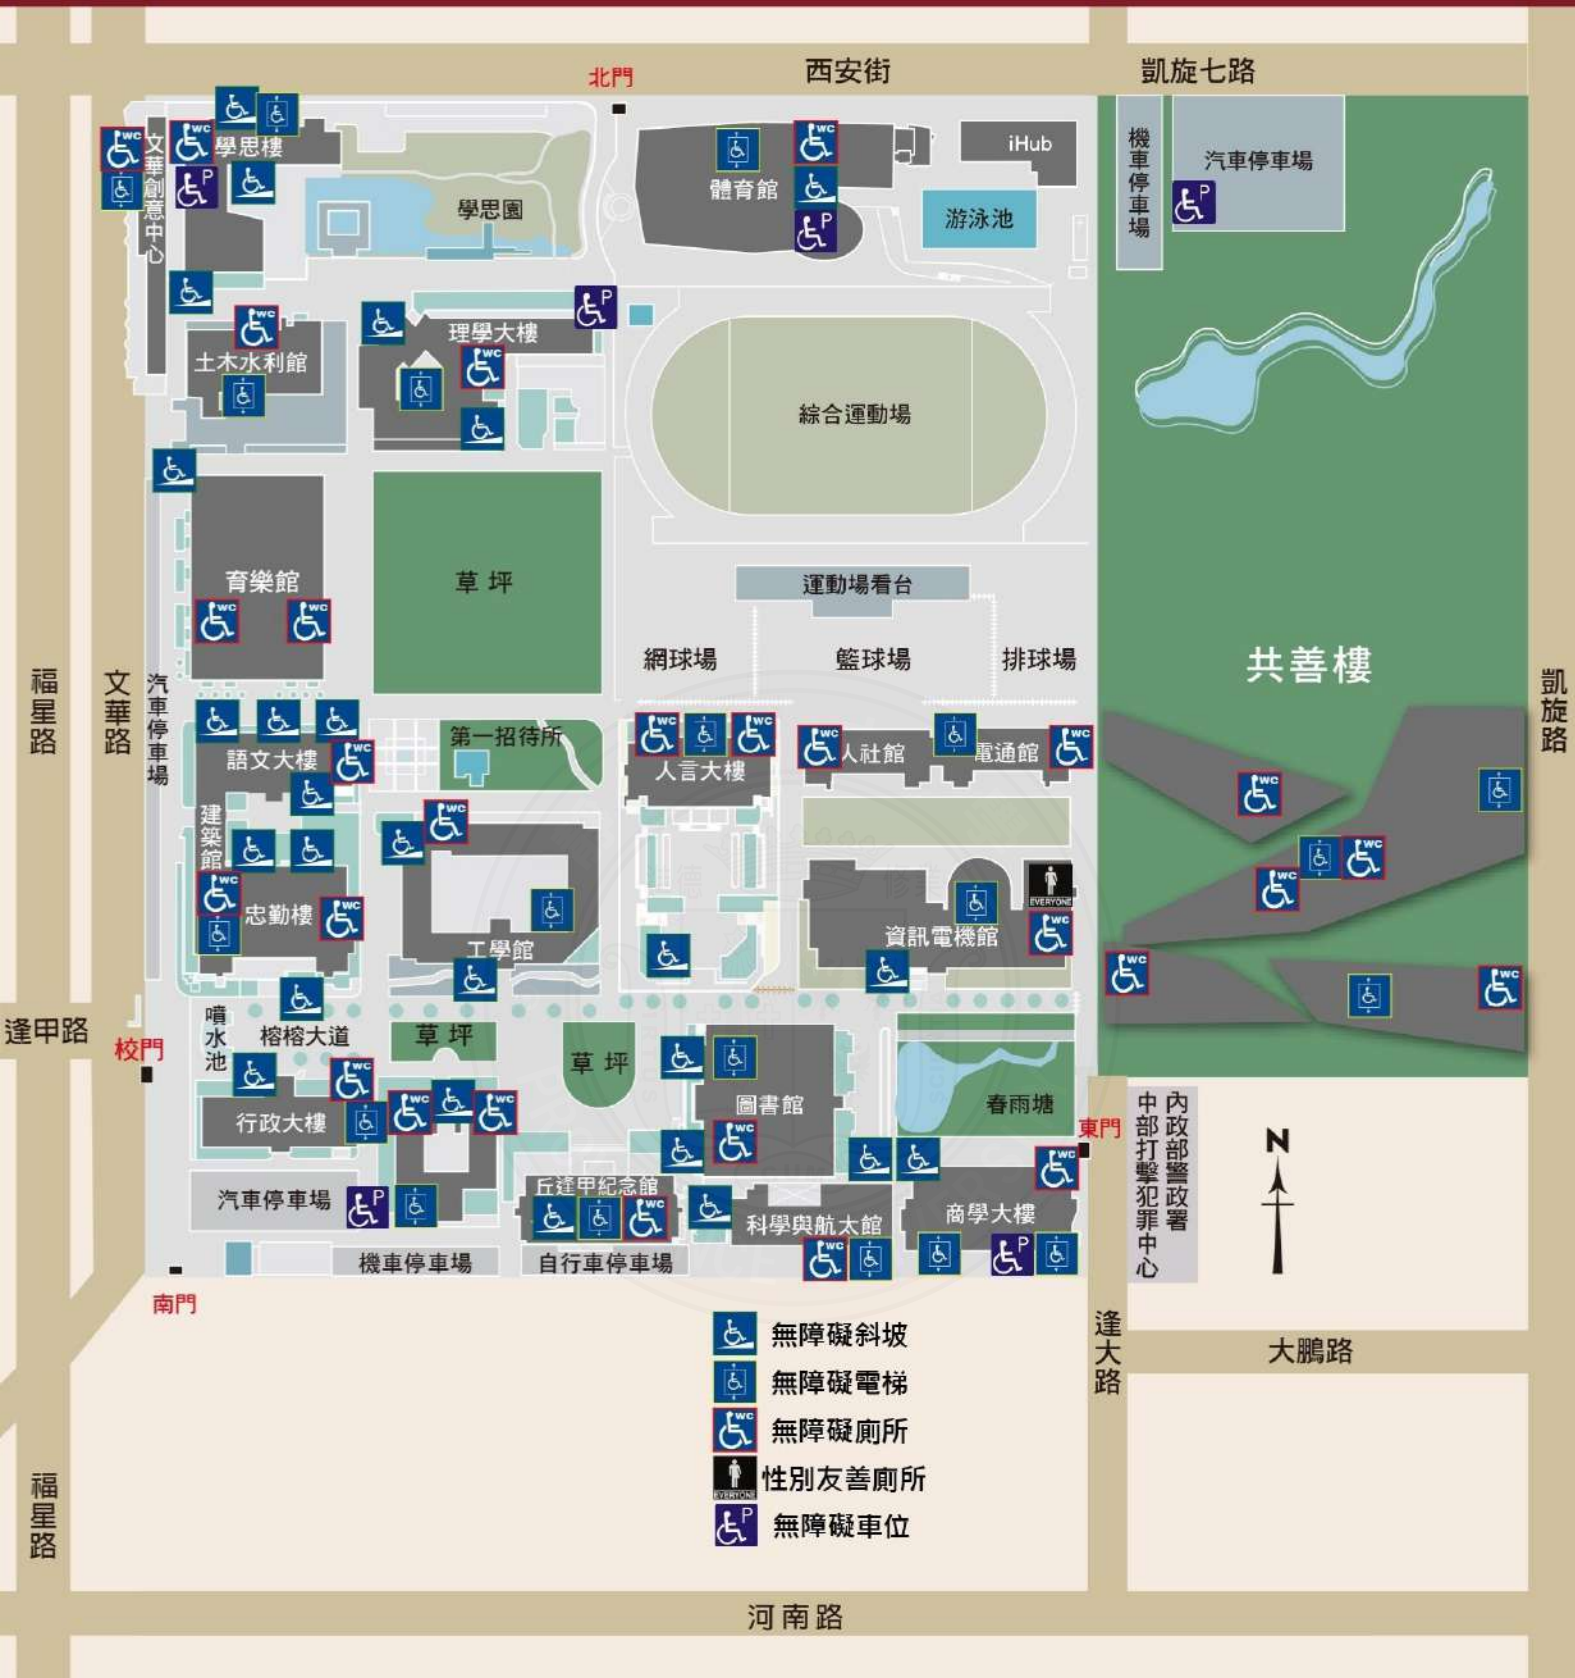 西安街
凱旋七路
北門
文華創意中心
學思樓
學思園
體育館
iHub
游泳池
機車停車場
汽車停車場
理學大樓
土木水利館
綜合運動場
育樂館
草坪
運動場看台
網球場
籃球場
排球場
共善樓
福星路
文華路
汽車停車場
凱旋路
語文大樓
第一招待所
人言大樓
人社館
電通館
建築館
忠勤樓
工學館
資訊電機館
EVERYONE
逢甲路
校門
噴水池
榕榕大道
草坪
草坪
行政大樓
圖書館
春雨塘
東門
內政部警政署
中部打擊犯罪中心
N
汽車停車場
丘逢甲紀念館
科學與航太館
商學大樓
機車停車場
自行車停車場
南門
逢大路
大鵬路
無障礙斜坡
無障礙電梯
WC
無障礙廁所
EVERYONE
性別友善廁所
P
無障礙車位
福星路
河南路